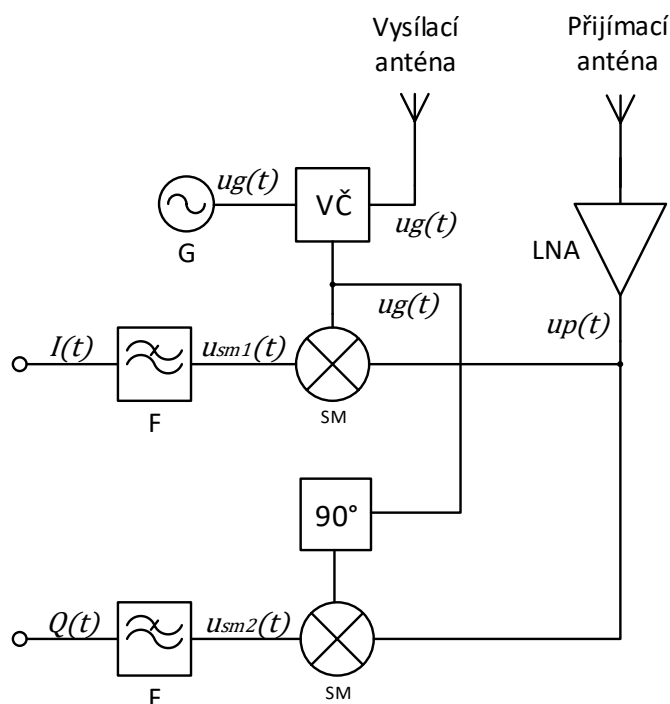 Vysílací
anténa
Přijímací
anténa
ug(t)
VČ
ug(t)
G
LNA
ug(t)
up(t)
I(t)
usm1(t)
F
SM
90°
Q(t)
usm2(t)
F
SM